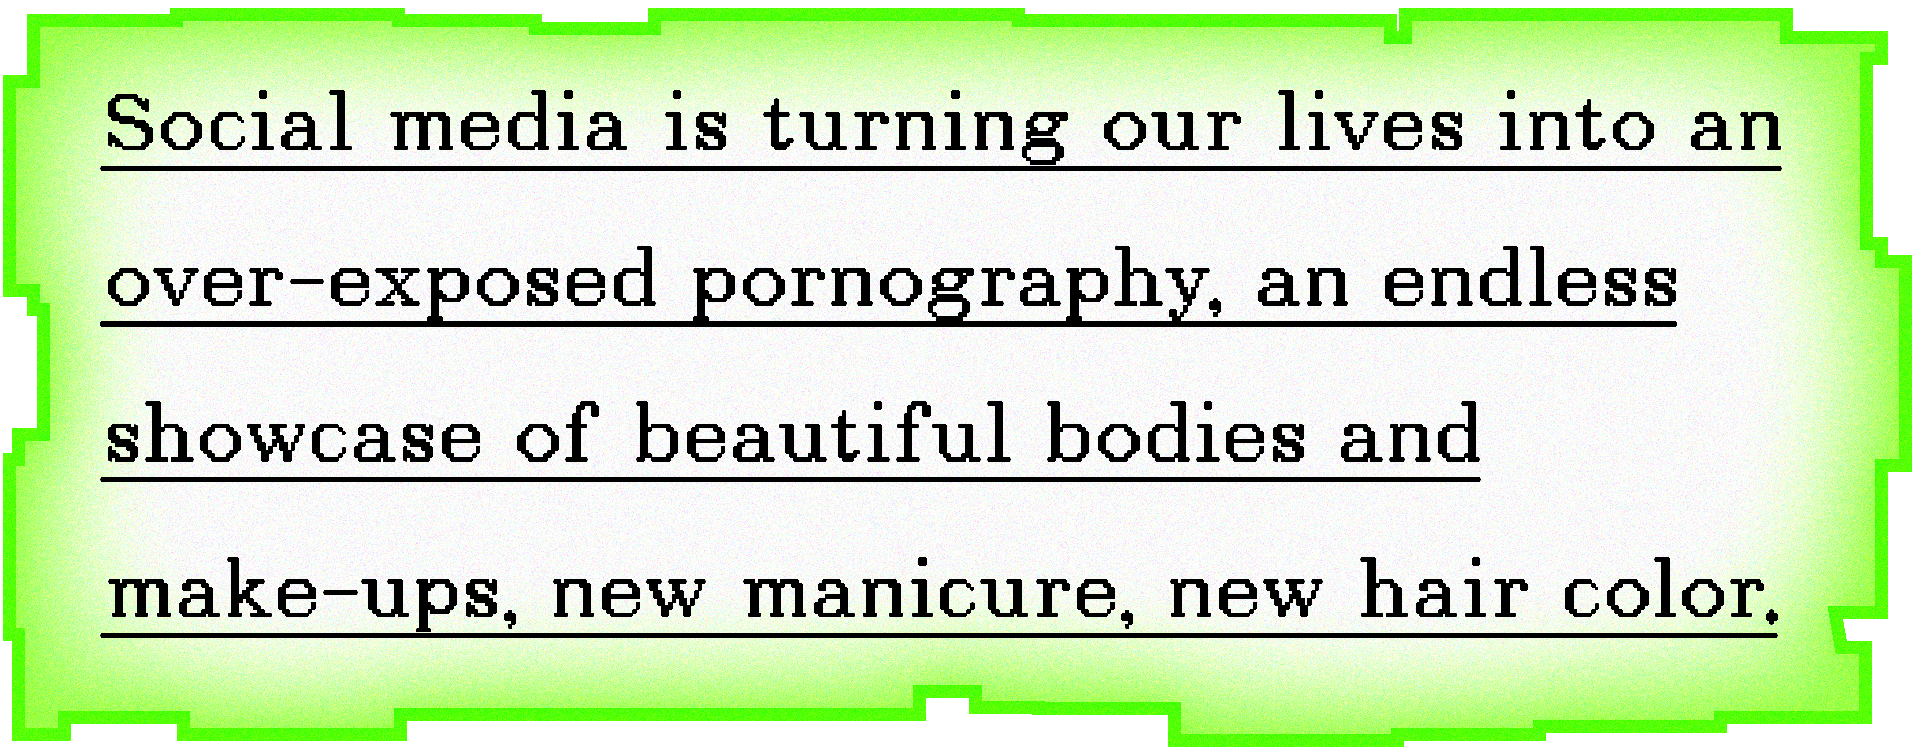 Social media is turning our lives into an
over-exposed pornography, an endless
showcase of beautiful bodies and
make-ups, new manicure, new hair color.